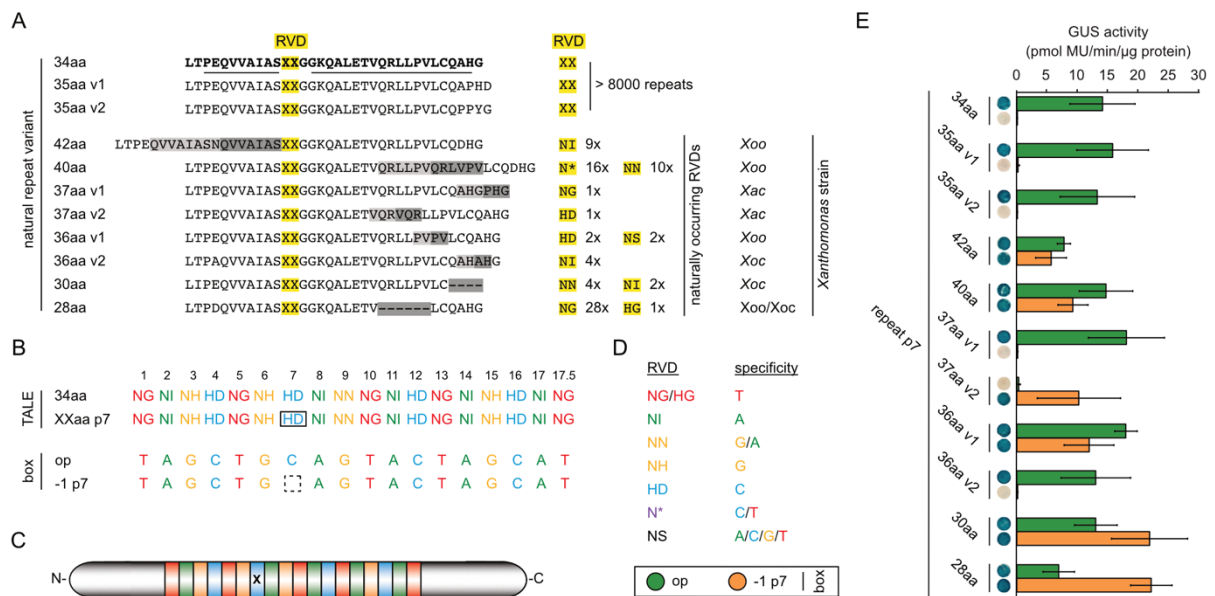 A
RVD RVD
34aa LTPEQVVAIASXXGGKQALETVQRLLPVLCQAHG XX
35aa v1 LTPEQVVAIASXXGGKQALETVQRLLPVLCQAPHD XX > 8000 repeats
35aa v2 LTPEQVVAIASXXGGKQALETVQRLLPVLCQPPYG XX
42aa LTPEQVVAIASNQVVAIASXXGGKQALETVQRLLPVLCQDHG NI 9x Xoo
40aa LTPEQVVAIASXXGGKQALETVQRLLPVQRLVPVLCQDHG N* 16x NN 10x Xoo
37aa v1 LTPEQVVAIASXXGGKQALETVQRLLPVLCQAHGPHG NG 1x Xac
37aa v2 LTPEQVVAIASXXGGKQALETVQRVQRLLPVLCQAHG HD 1x Xac
36aa v1 LTPEQVVAIASXXGGKQALETVQRLLPVPVLCQAHG HD 2x NS 2x Xoo
36aa v2 LTPAQVVAIASXXGGKQALETVQRLLPVLCQAHAHG NI 4x Xoc
30aa LTPAQVVAIASXXGGKQALETVQRLLPVLC---- NN 4x NI 2x Xoc
28aa LTPDQVVAIASXXGGKQALETV------LCQAHG NN 28x HG 1x Xoo/Xoc
natural repeat variant
naturally occurring RVDs
Xanthomonas strain
B
1 2 3 4 5 6 7 8 9 10 11 12 13 14 15 16 17 17.5
TALE
34aa NG NI NH HD NG NH HD NI NN NG NI HD NG NI NH HD NI NG
XXaa p7 NG NI NH HD NG NH HD NI NN NG NI HD NG NI NH HD NI NG
box
op T A G C T G C A G T A C T A G C A T
-1 p7 T A G C T G A G T A C T A G C A T
C
N- X -C
D
RVD specificity
NG/HG T
NI A
NN G/A
NH G
HD C
N* C/T
NS A/C/G/T
op -1 p7 box
E
GUS activity
(pmol MU/min/µg protein)
0 5 10 15 20 25 30
repeat p7
34aa
35aa v1
35aa v2
42aa
40aa
37aa v1
37aa v2
36aa v1
36aa v2
30aa
28aa